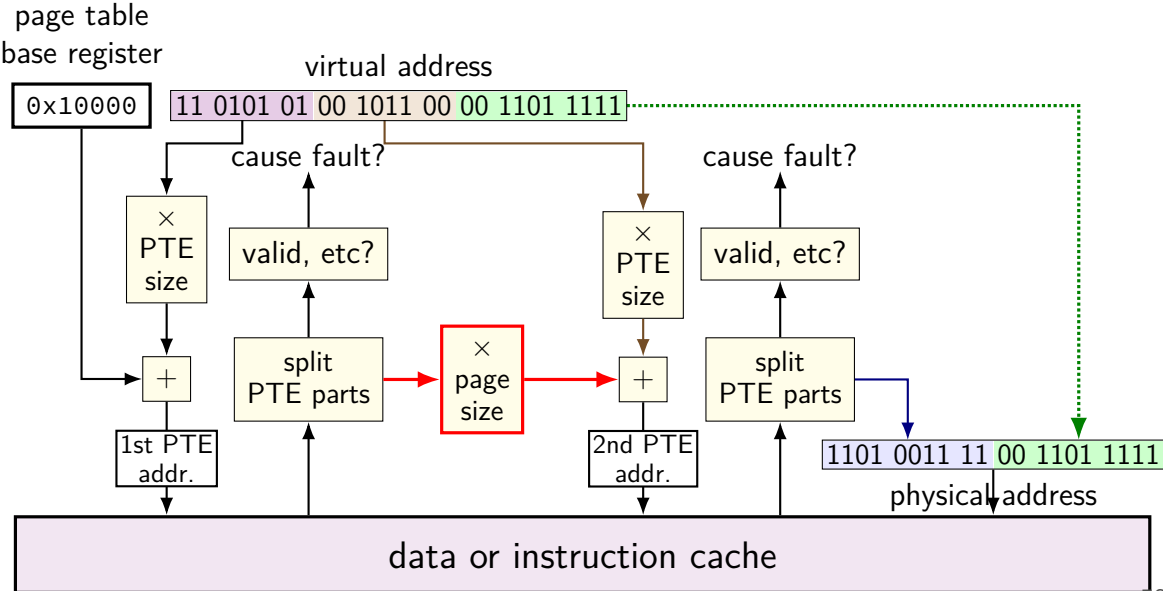 page table
base register
virtual address
0x10000
11 0101 01 00 1011 00 00 1101 1111
cause fault?
cause fault?
×
PTE
size
valid, etc?
×
PTE
size
valid, etc?
split
PTE parts
×
page
size
split
PTE parts
+
+
1st PTE
addr.
2nd PTE
addr.
1101 0011 11 00 1101 1111
physical address
data or instruction cache